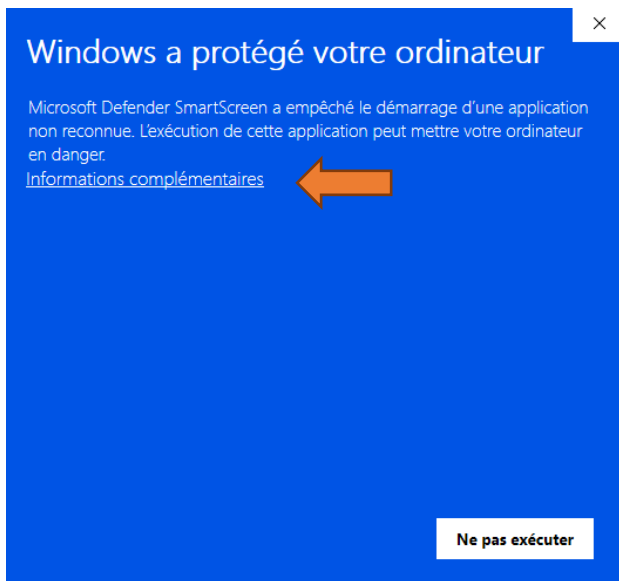 Windows a protégé votre ordinateur
Microsoft Defender SmartScreen a empêché le démarrage d'une application
non reconnue. L'exécution de cette application peut mettre votre ordinateur
en danger.
Informations complémentaires
Ne pas exécuter